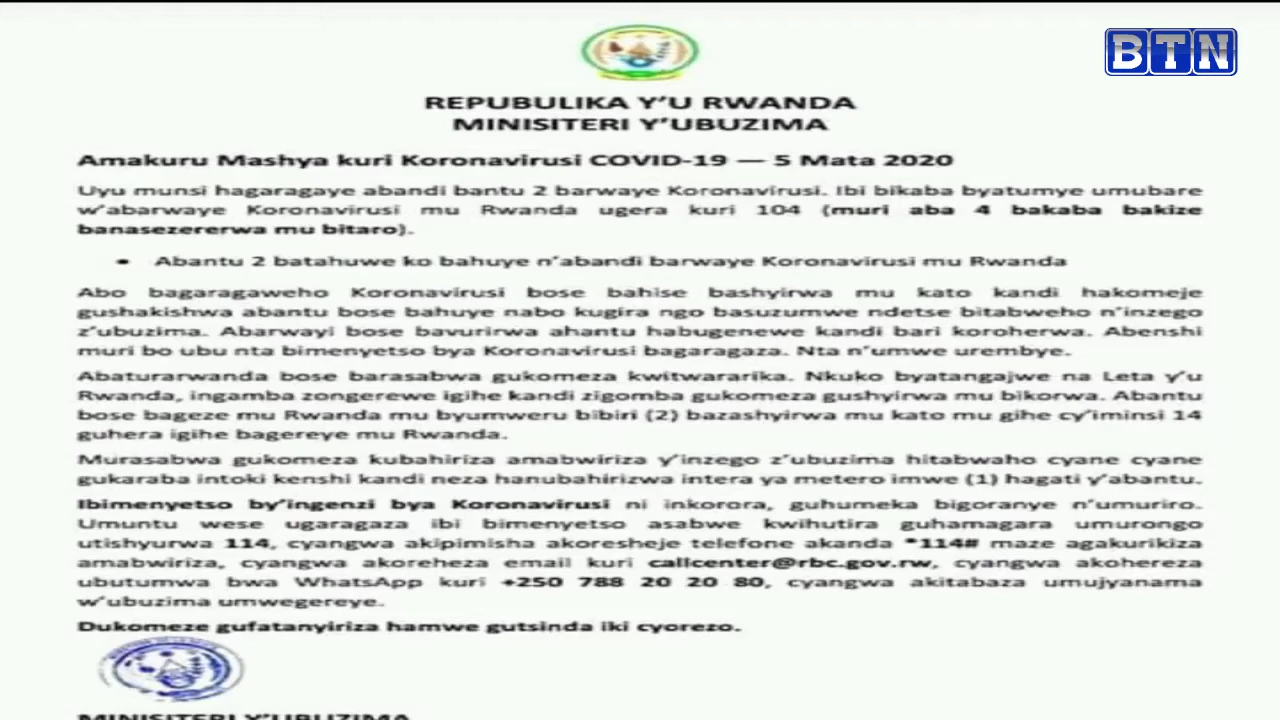 BTN
REPUBULIKA Y'U RWANDA
MINISITERI Y'UBUZIMA
Amakuru Mashya kuri Koronavirusi COVID-19 — 5 Mata 2020
Uyu munsi hagaragaye abandi bantu 2 barwaye Koronavirusi. Ibi bikaba byatumye umubare
w'abarwaye Koronavirusi mu Rwanda ugera kuri 104 (muri aba 4 bakaba bakize
banasezererwa mu bitaro).
• Abantu 2 batahuwe ko bahuye n'abandi barwaye Koronavirusi mu Rwanda
Abo bagaragaweho Koronavirusi bose bahise bashyirwa mu kato kandi hakomeje
gushakishwa abantu bose bahuye nabo kugira ngo basuzumwe ndetse bitabweho n'inzego
z'ubuzima. Abarwayi bose bavurirwa ahantu habugenewe kandi bari koroherwa. Abenshi
muri bo ubu nta bimenyetso bya Koronavirusi bagaragaza. Nta n'umwe urembye.
Abaturarwanda bose barasabwa gukomeza kwitwararika. Nkuko byatangajwe na Leta y'u
Rwanda, ingamba zongerewe igihe kandi zigomba gukomeza gushyirwa mu bikorwa. Abantu
bose bageze mu Rwanda mu byumweru bibiri (2) bazashyirwa mu kato mu gihe cy'iminsi 14
guhera igihe bagereye mu Rwanda.
Murasabwa gukomeza kubahiriza amabwiriza y'inzego z'ubuzima hitabwaho cyane cyane
gukaraba intoki kenshi kandi neza hanubahirizwa intera ya metero imwe (1) hagati y'abantu.
Ibimenyetso by'ingenzi bya Koronavirusi ni inkorora, guhumeka bigoranye n'umuriro.
Umuntu wese ugaragaza ibi bimenyetso asabwe kwihutira guhamagara umurongo
utishyurwa 114, cyangwa akipimisha akoresheje telefone akanda *114# maze agakurikiza
amabwiriza, cyangwa akoreheza email kuri callcenter@rbc.gov.rw, cyangwa akohereza
ubutumwa bwa WhatsApp kuri +250 788 20 20 80, cyangwa akitabaza umujyanama
w'ubuzima umwegereye.
Dukomeze gufatanyiriza hamwe gutsinda iki cyorezo.
MINISITERI Y'UBUZIMA